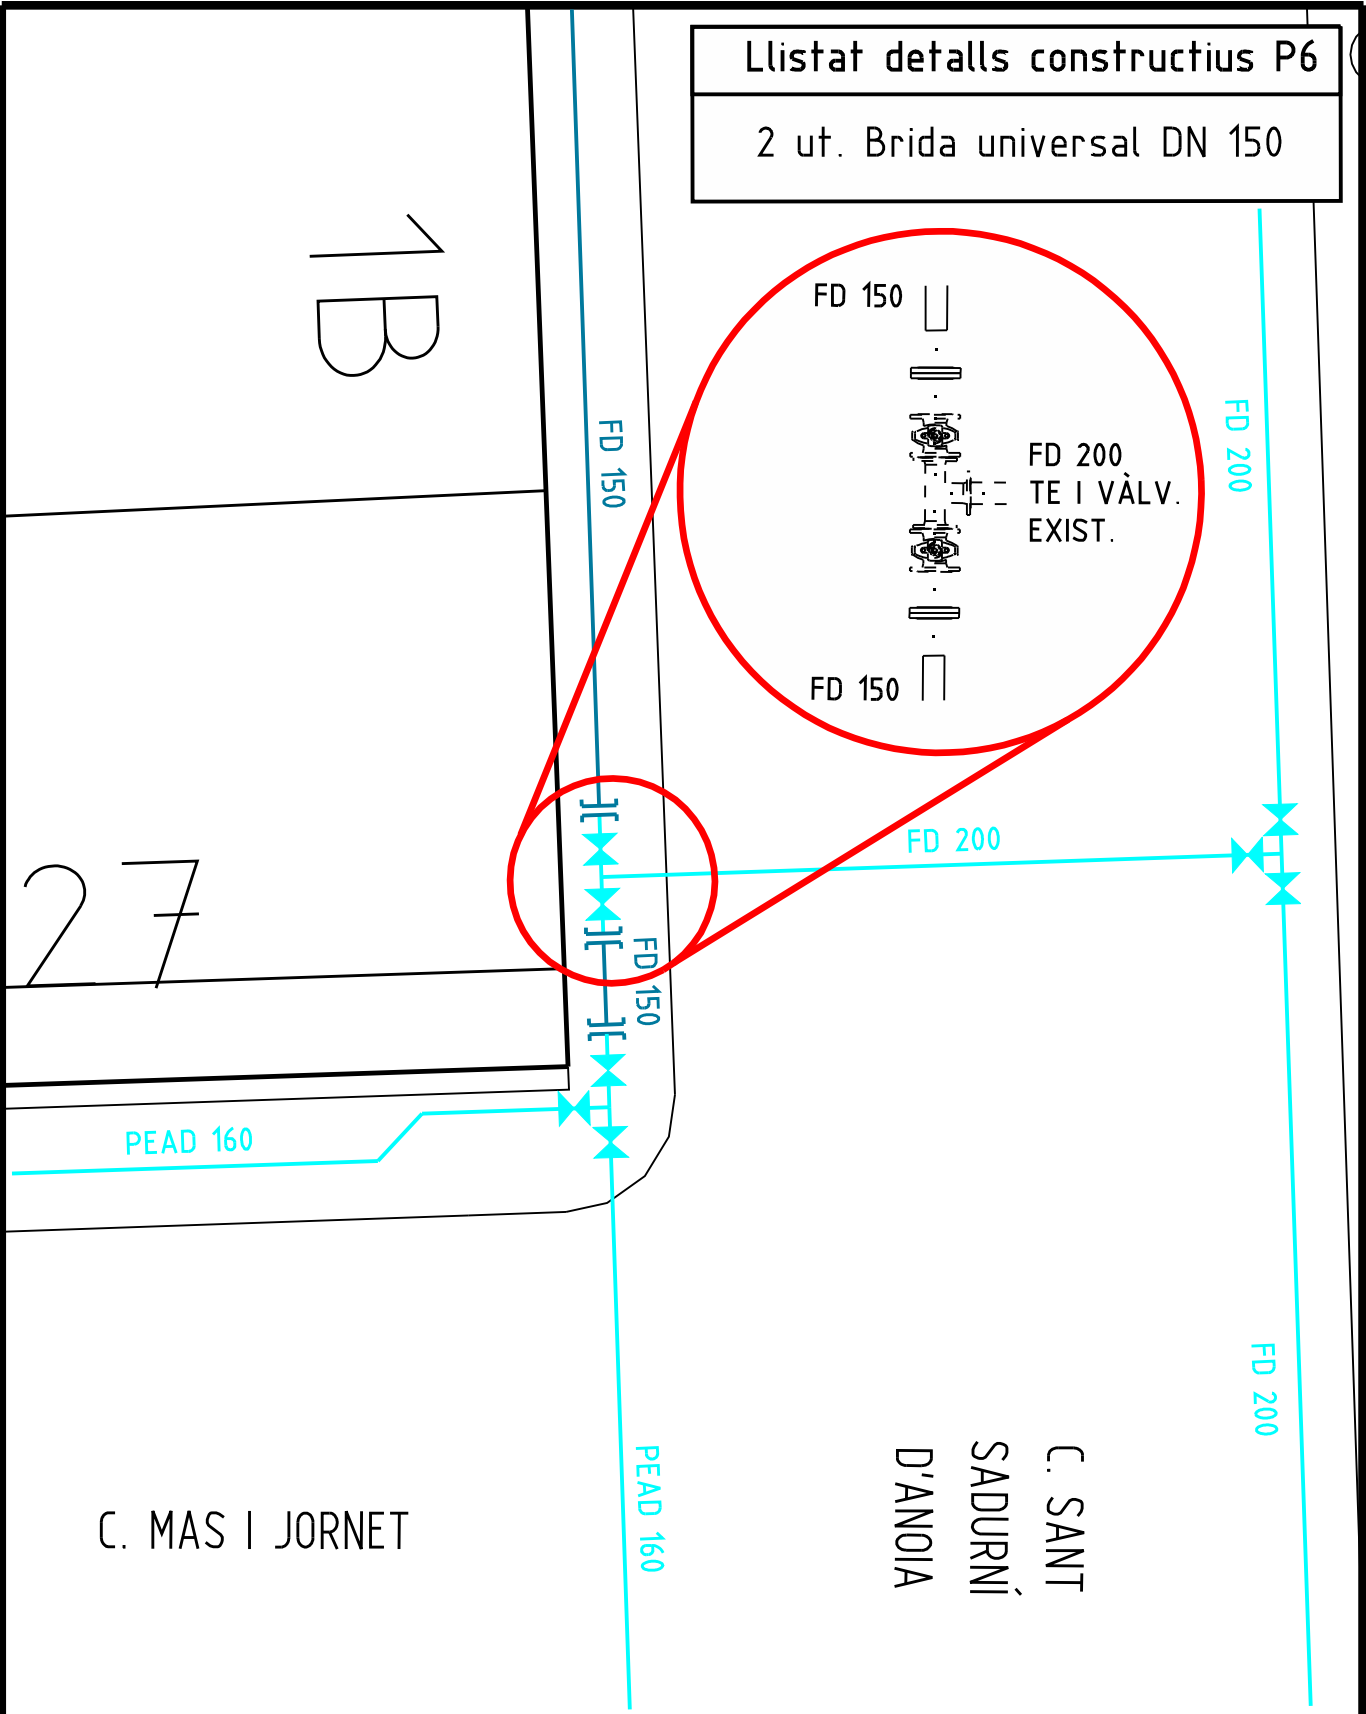 Llistat detalls constructius P6
2 ut. Brida universal DN 150
1B
FD 150
FD 150
FD 200
FD 200
TE I VÀLV.
EXIST.
FD 150
FD 200
27
FD 150
PEAD 160
FD 200
PEAD 160
C. SANT
SADURNÍ
D'ANOIA
C. MAS I JORNET